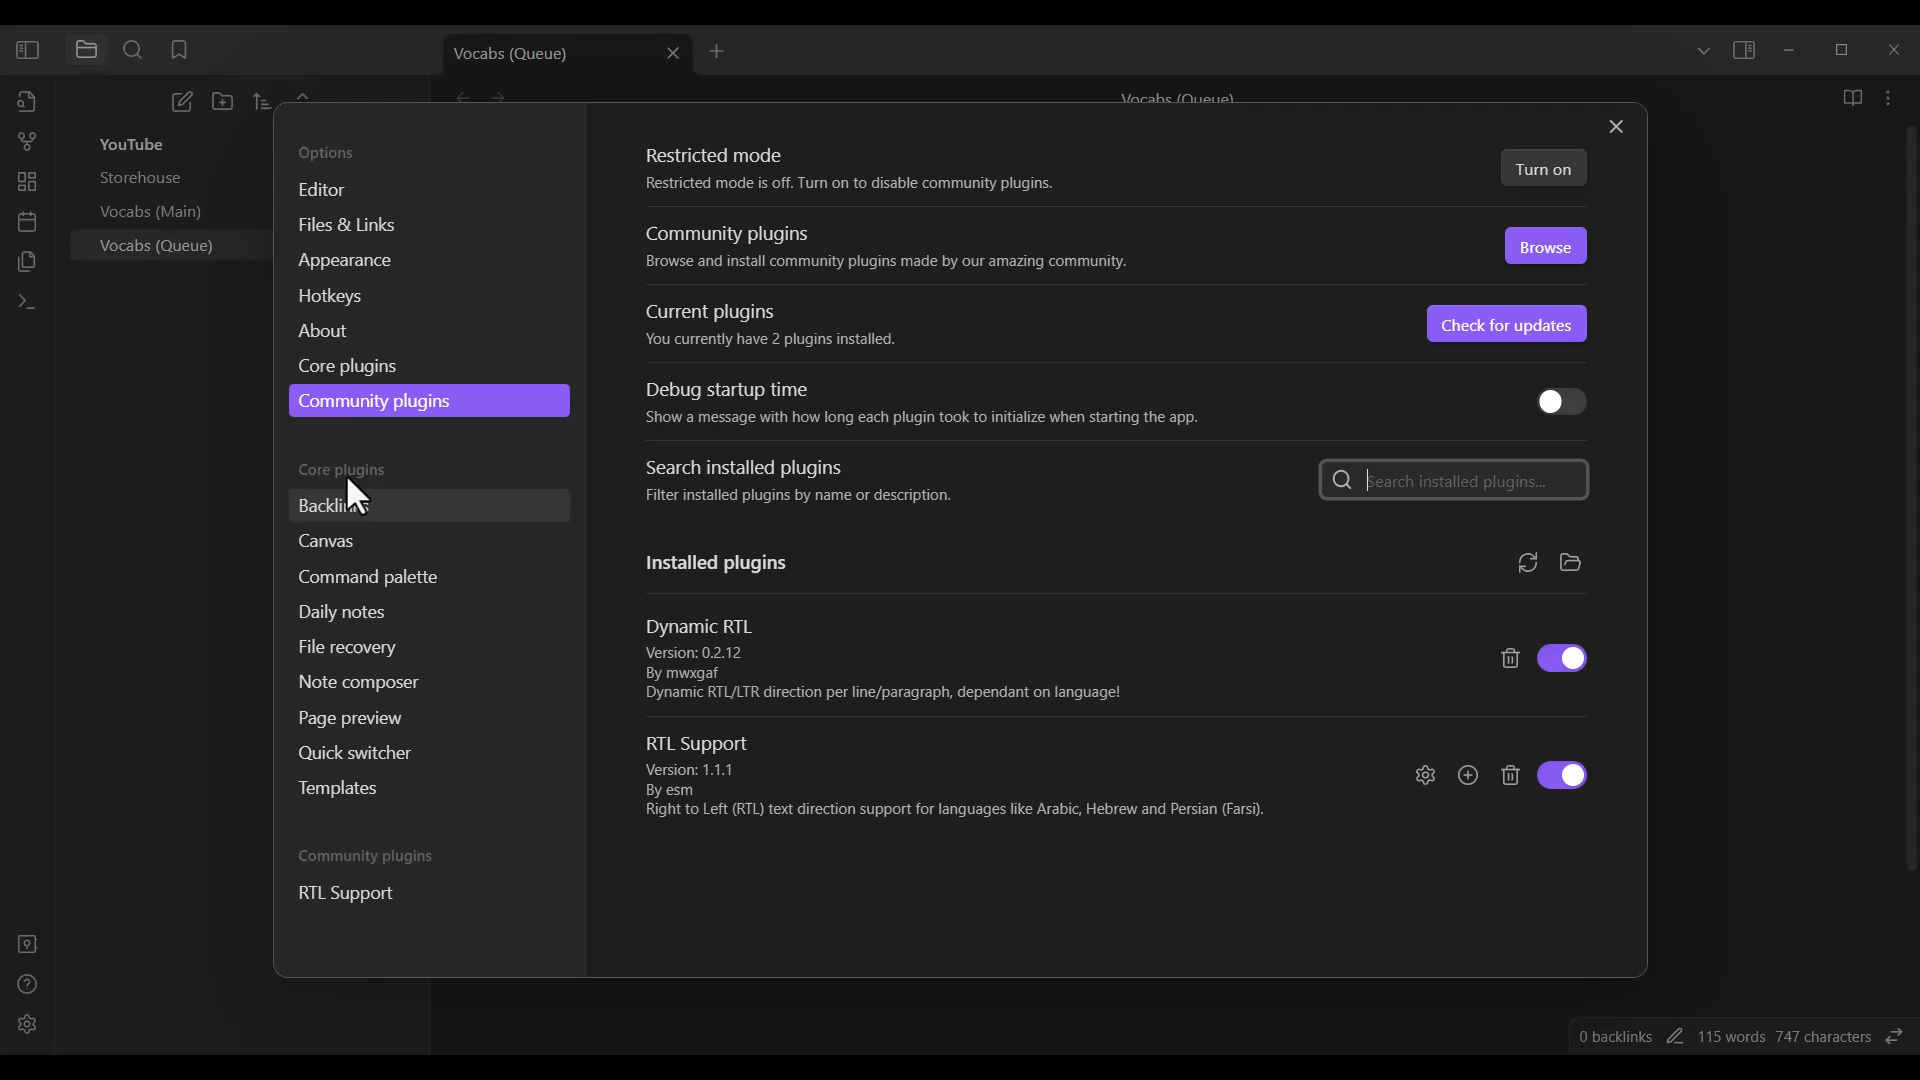 Vocabs (Queue)
Vocabs (Queue)
YouTube
Storehouse
Vocabs (Main)
Vocabs (Queue)
Options
Editor
Files & Links
Appearance
Hotkeys
About
Core plugins
Community plugins
Core plugins
Backlinks
Canvas
Command palette
Daily notes
File recovery
Note composer
Page preview
Quick switcher
Templates
Community plugins
RTL Support
Restricted mode
Restricted mode is off. Turn on to disable community plugins.
Turn on
Community plugins
Browse and install community plugins made by our amazing community.
Browse
Current plugins
You currently have 2 plugins installed.
Check for updates
Debug startup time
Show a message with how long each plugin took to initialize when starting the app.
Search installed plugins
Filter installed plugins by name or description.
Search installed plugins...
Installed plugins
Dynamic RTL
Version: 0.2.12
By mwxgaf
Dynamic RTL/LTR direction per line/paragraph, dependant on language!
RTL Support
Version: 1.1.1
By esm
Right to Left (RTL) text direction support for languages like Arabic, Hebrew and Persian (Farsi).
0 backlinks 115 words 747 characters